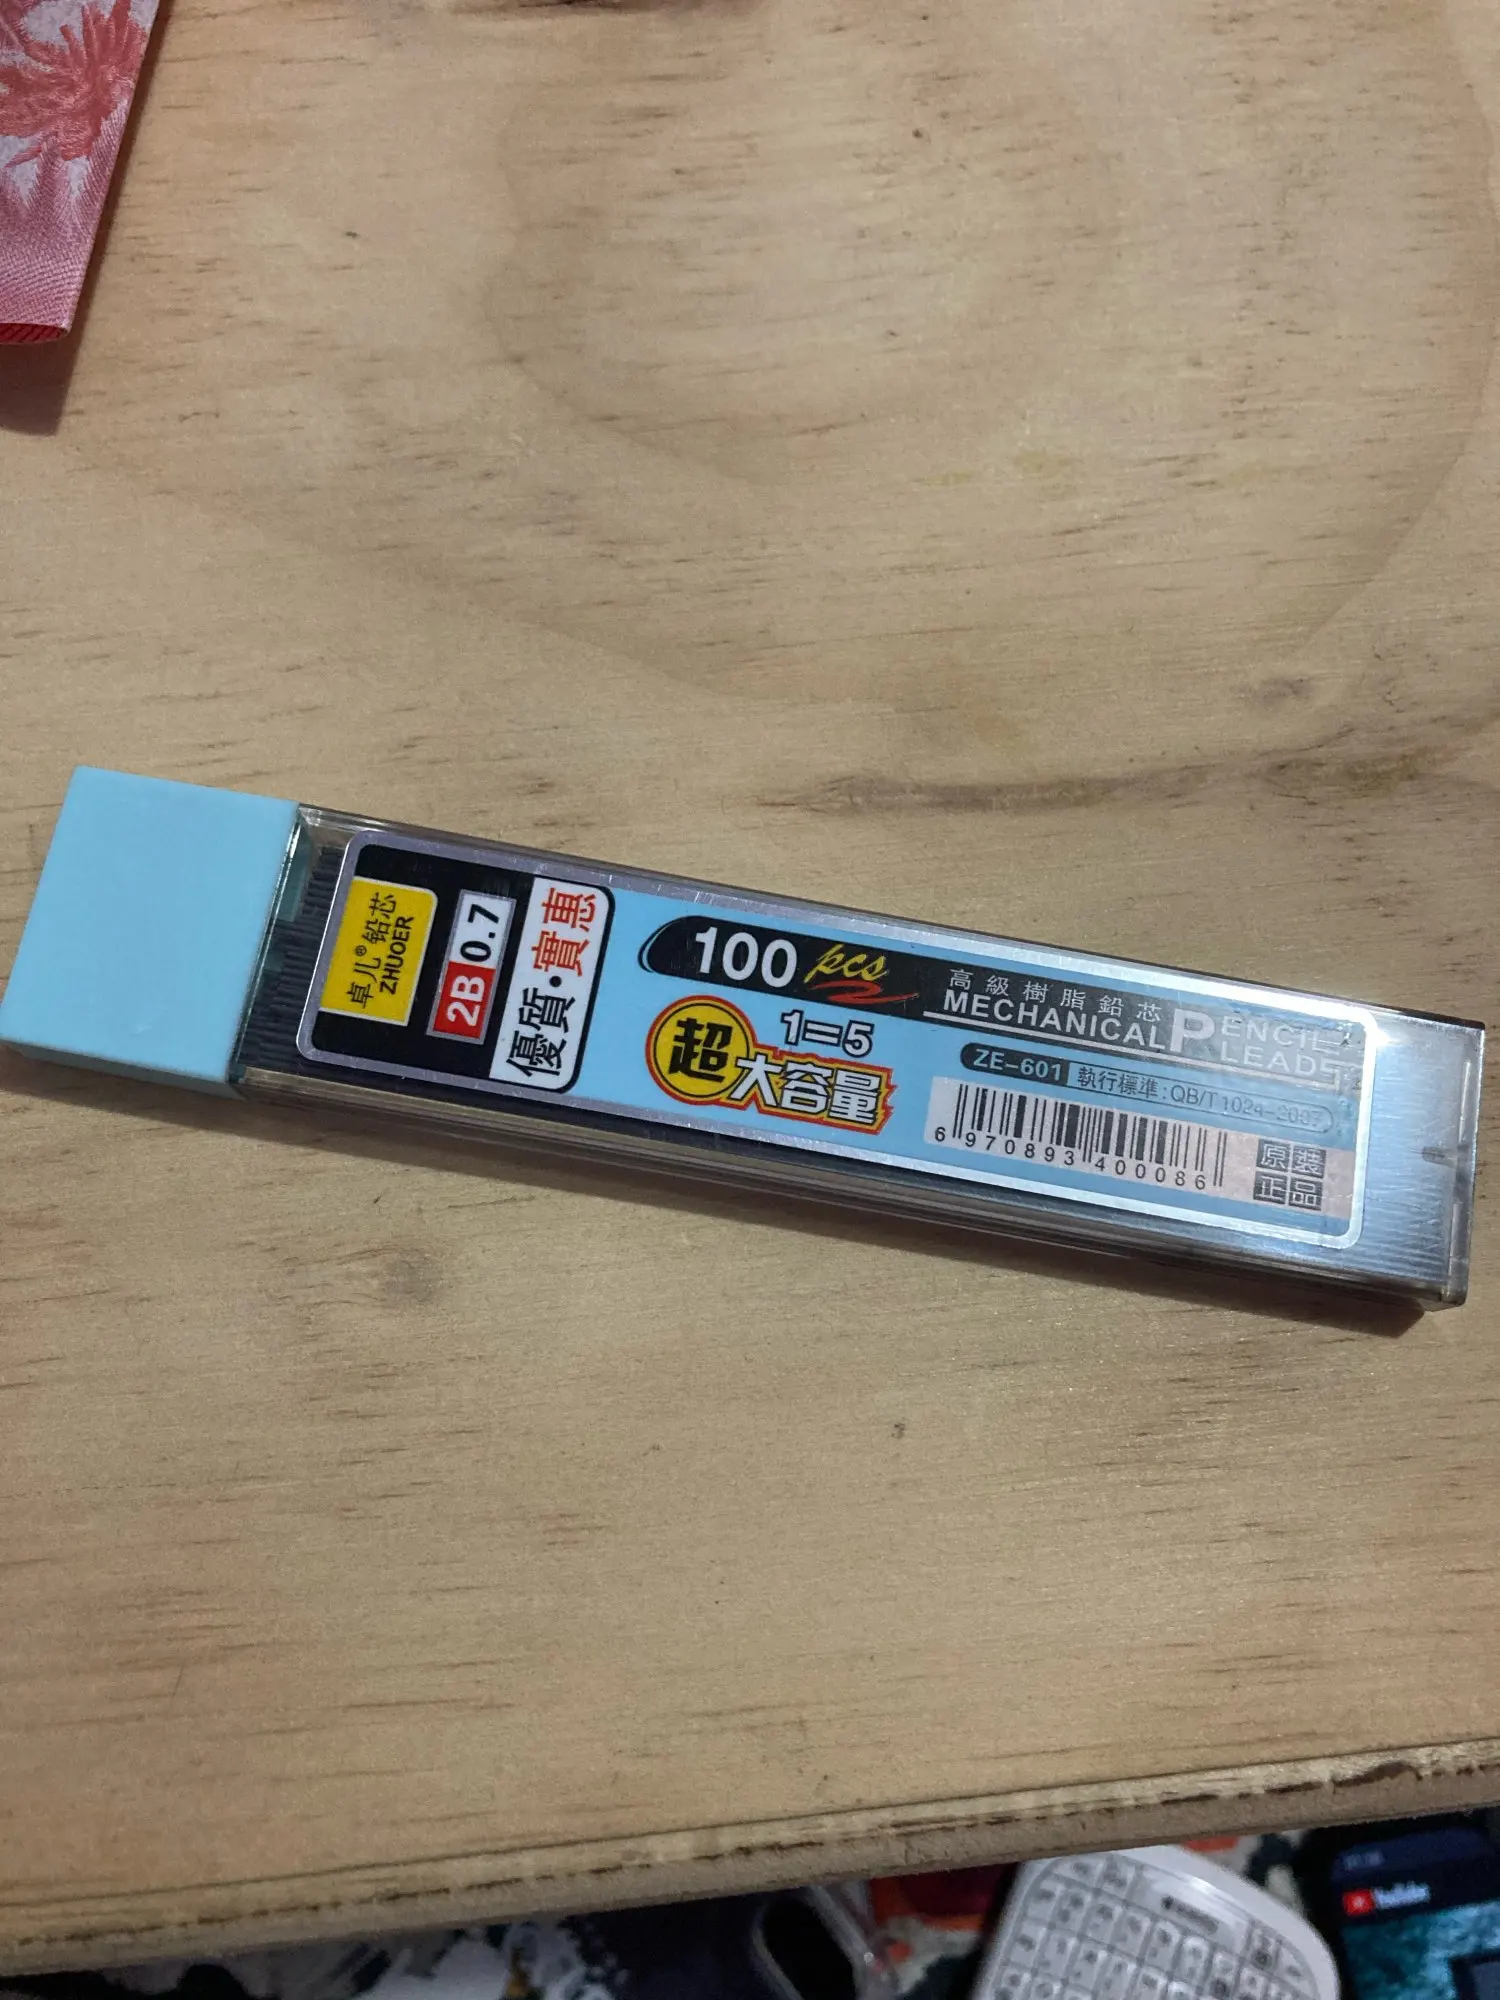 卓儿® 铅芯
ZHUOER
2B 0.7
優質·實惠
100 pcs
高級樹脂鉛芯
MECHANICAL PENCIL LEADS
1=5
超大容量
ZE-601 執行標準:QB/T1024-2007
6 970893 400086
原裝
正品
YouTube